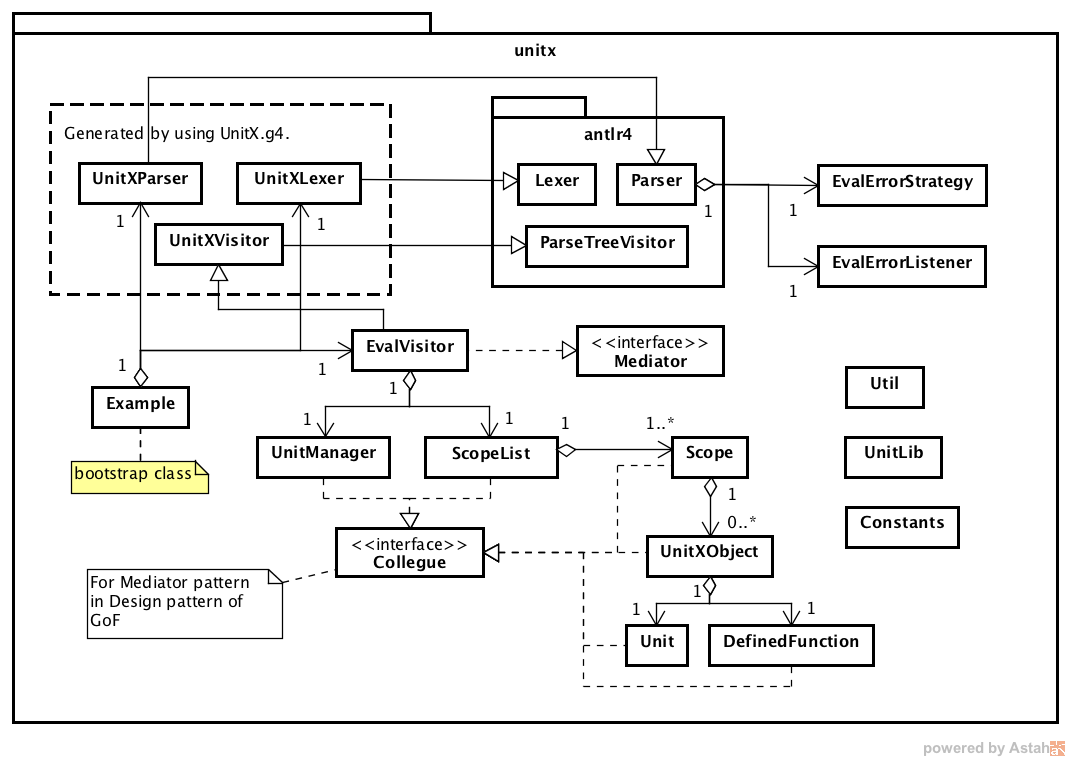 unitx
Generated by using UnitX.g4.
antlr4
UnitXParser
UnitXLexer
Lexer
Parser
EvalErrorStrategy
1
1
1
1
UnitXVisitor
ParseTreeVisitor
EvalErrorListener
1
EvalVisitor
<<interface>>
Mediator
1
1
1
Example
Util
1
1
1
1..*
UnitManager
ScopeList
Scope
UnitLib
bootstrap class
1
0..*
Constants
<<interface>>
Collegue
UnitXObject
For Mediator pattern
in Design pattern of
GoF
1
1
1
Unit
DefinedFunction
powered by Astah